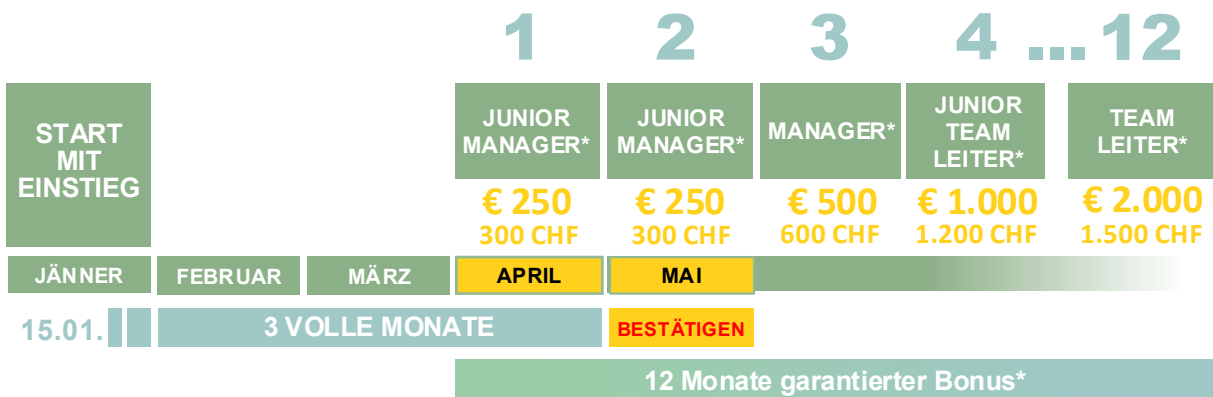 1 2 3 4 ... 12
START
MIT
EINSTIEG
JUNIOR
MANAGER*
JUNIOR
MANAGER*
MANAGER*
JUNIOR
TEAM
LEITER*
TEAM
LEITER*
€ 250
300 CHF
€ 250
300 CHF
€ 500
600 CHF
€ 1.000
1.200 CHF
€ 2.000
1.500 CHF
JÄNNER FEBRUAR MÄRZ APRIL MAI
15.01. 3 VOLLE MONATE BESTÄTIGEN
12 Monate garantierter Bonus*